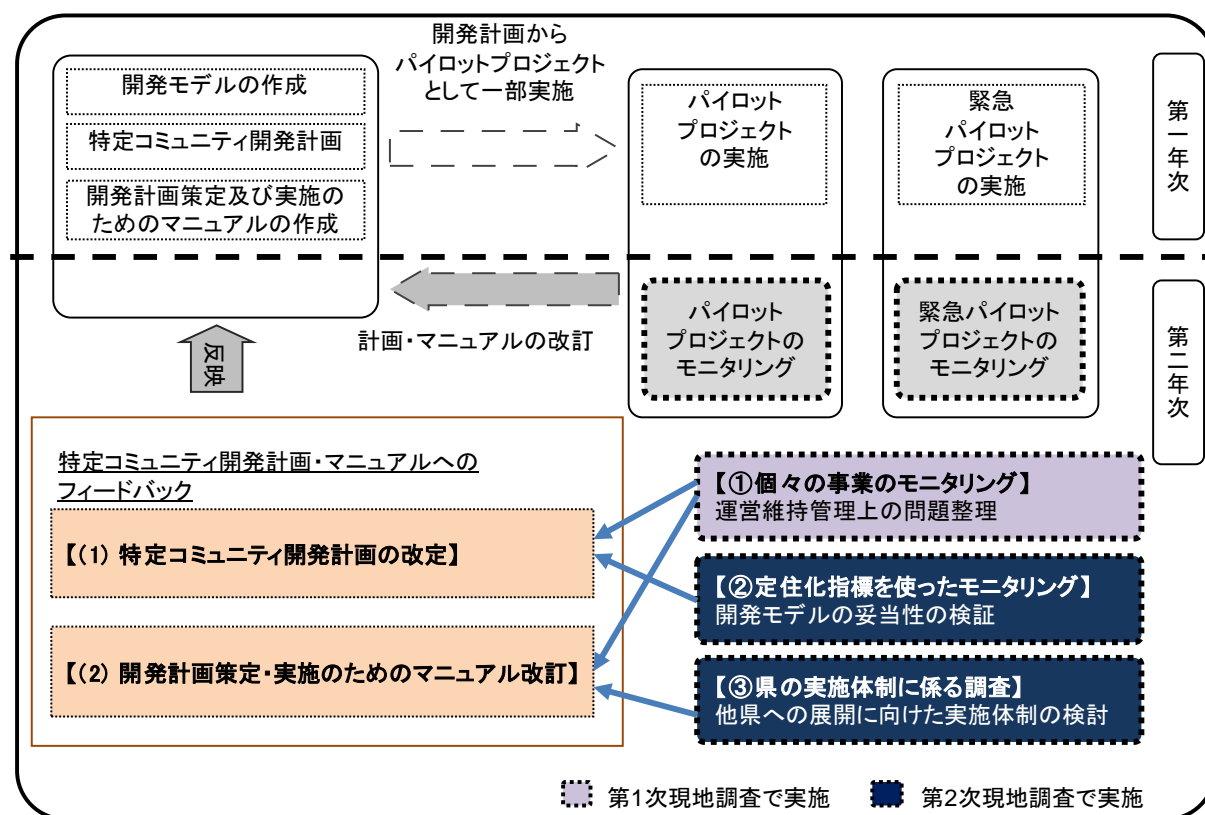 開発モデルの作成
特定コミュニティ開発計画
開発計画策定及び実施の
ためのマニュアルの作成
開発計画から
パイロットプロジェクト
として一部実施
パイロット
プロジェクト
の実施
緊急
パイロット
プロジェクト
の実施
第一年次
計画・マニュアルの改訂
反映
パイロット
プロジェクトの
モニタリング
緊急パイロット
プロジェクトの
モニタリング
第二年次
特定コミュニティ開発計画・マニュアルへの
フィードバック
【(1) 特定コミュニティ開発計画の改定】
【(2) 開発計画策定・実施のためのマニュアル改訂】
【①個々の事業のモニタリング】
運営維持管理上の問題整理
【②定住化指標を使ったモニタリング】
開発モデルの妥当性の検証
【③県の実施体制に係る調査】
他県への展開に向けた実施体制の検討
第1次現地調査で実施
第2次現地調査で実施